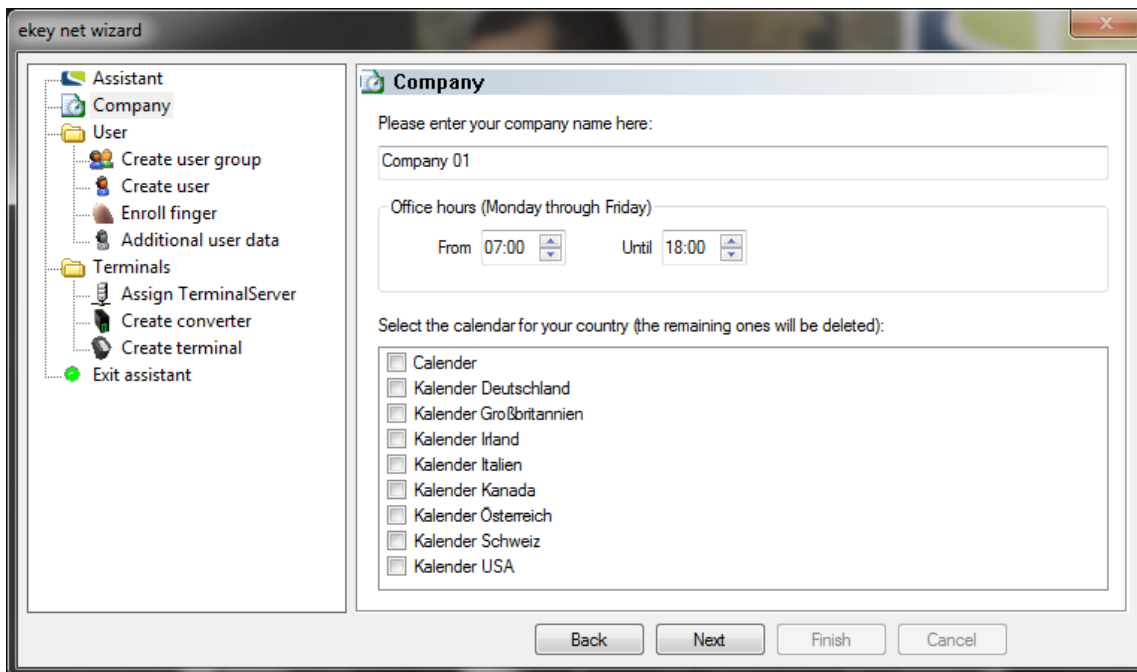 ekey net wizard
Assistant
Company
User
Create user group
Create user
Enroll finger
Additional user data
Terminals
Assign TerminalServer
Create converter
Create terminal
Exit assistant
Company
Please enter your company name here:
Company 01
Office hours (Monday through Friday)
From 07:00 Until 18:00
Select the calendar for your country (the remaining ones will be deleted):
Calender
Kalender Deutschland
Kalender Großbritannien
Kalender Irland
Kalender Italien
Kalender Kanada
Kalender Österreich
Kalender Schweiz
Kalender USA
Back Next Finish Cancel